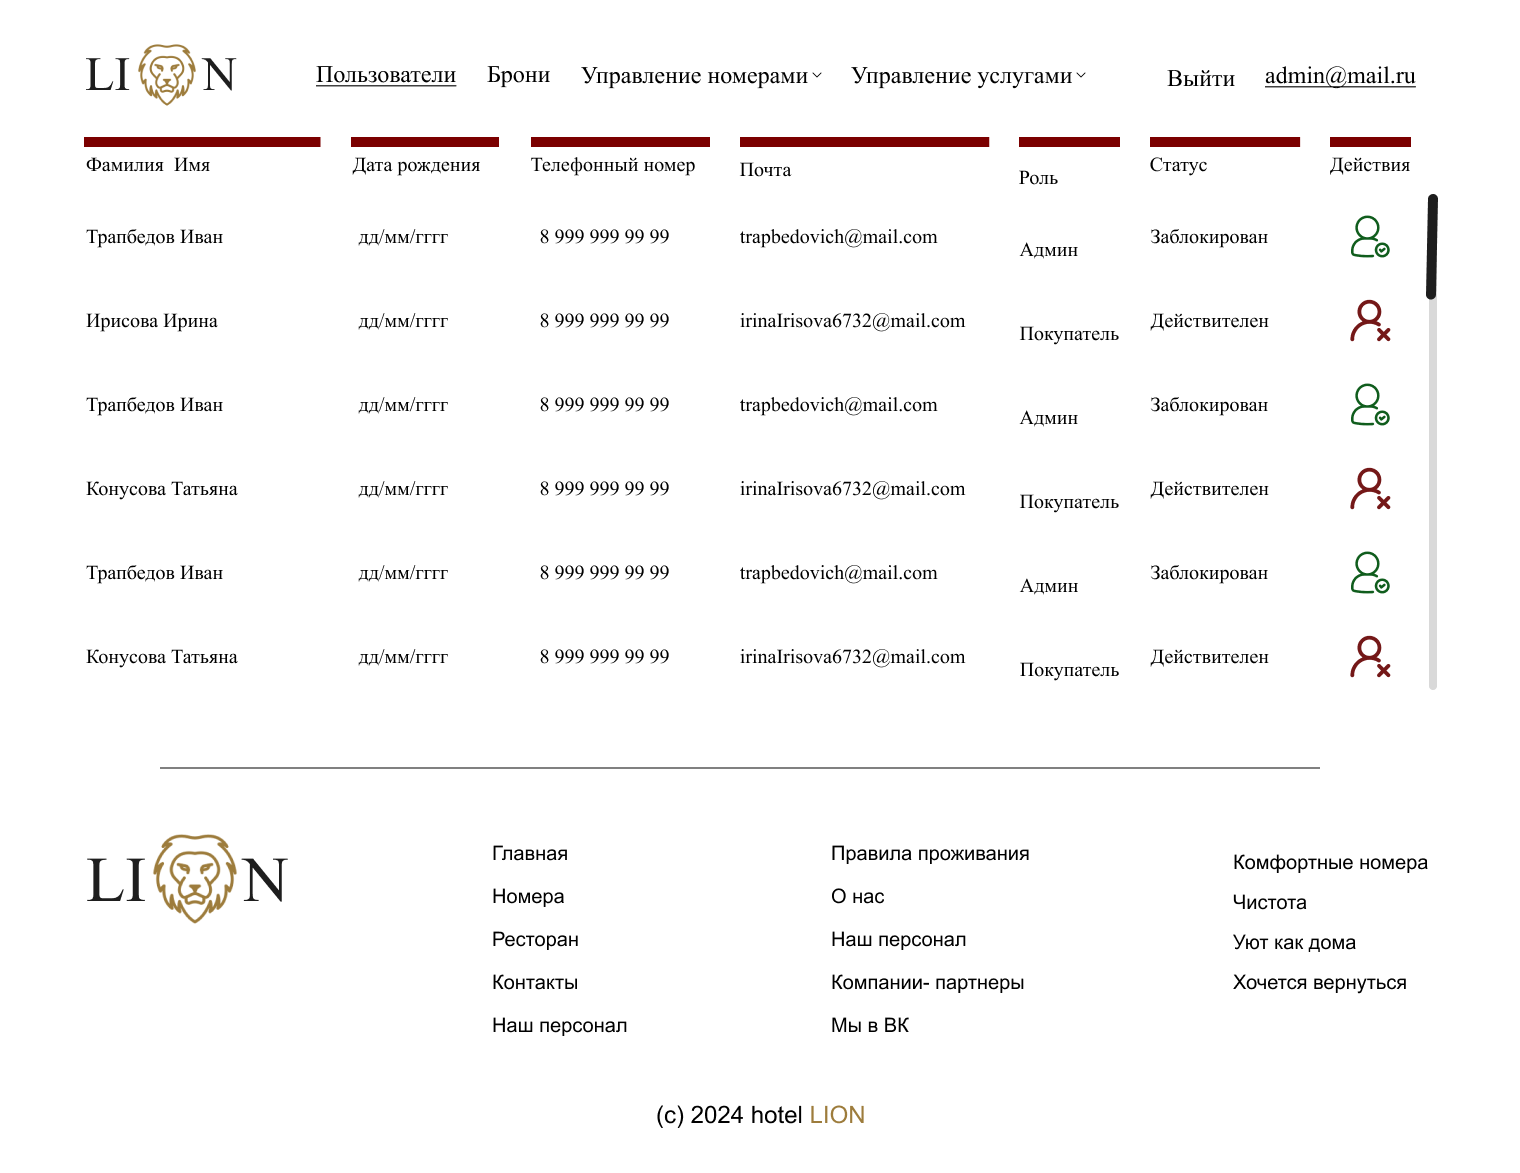 LION Пользователи Брони Управление номерами Управление услугами Выйти admin@mail.ru
Фамилия Имя Дата рождения Телефонный номер Почта Роль Статус Действия
Трапбедов Иван дд/мм/гггг 8 999 999 99 99 trapbedovich@mail.com Админ Заблокирован
Ирисова Ирина дд/мм/гггг 8 999 999 99 99 irinaIrisova6732@mail.com Покупатель Действителен
Трапбедов Иван дд/мм/гггг 8 999 999 99 99 trapbedovich@mail.com Админ Заблокирован
Конусова Татьяна дд/мм/гггг 8 999 999 99 99 irinaIrisova6732@mail.com Покупатель Действителен
Трапбедов Иван дд/мм/гггг 8 999 999 99 99 trapbedovich@mail.com Админ Заблокирован
Конусова Татьяна дд/мм/гггг 8 999 999 99 99 irinaIrisova6732@mail.com Покупатель Действителен
LION
Главная
Номера
Ресторан
Контакты
Наш персонал
Правила проживания
О нас
Наш персонал
Компании- партнеры
Мы в ВК
Комфортные номера
Чистота
Уют как дома
Хочется вернуться
(c) 2024 hotel LION